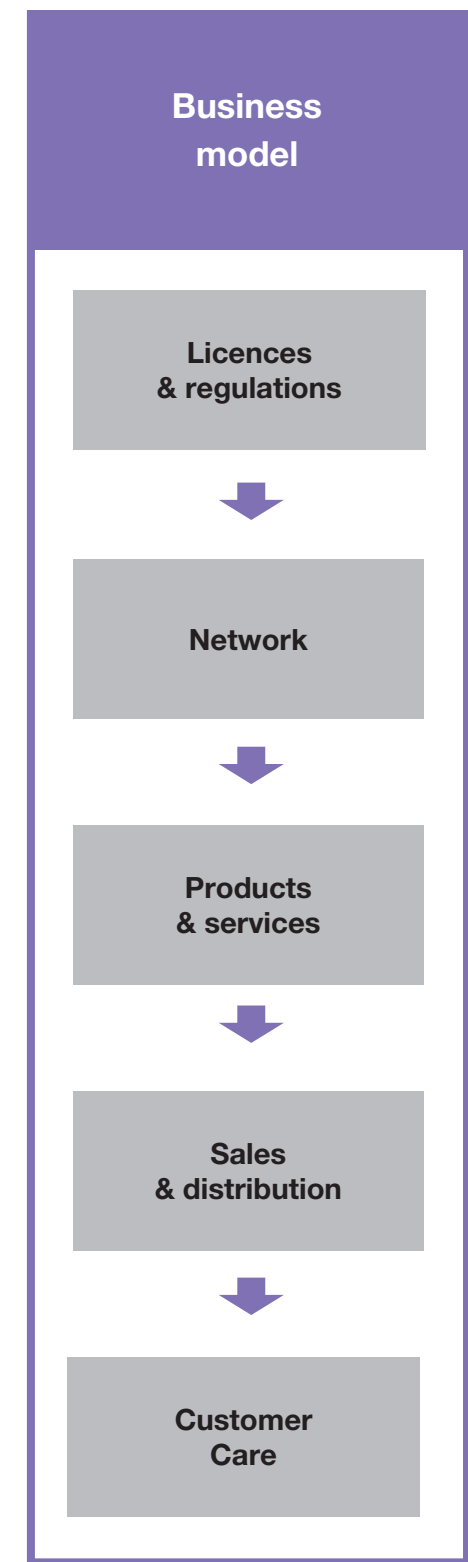 Business
model
Licences
& regulations
Network
Products
& services
Sales
& distribution
Customer
Care